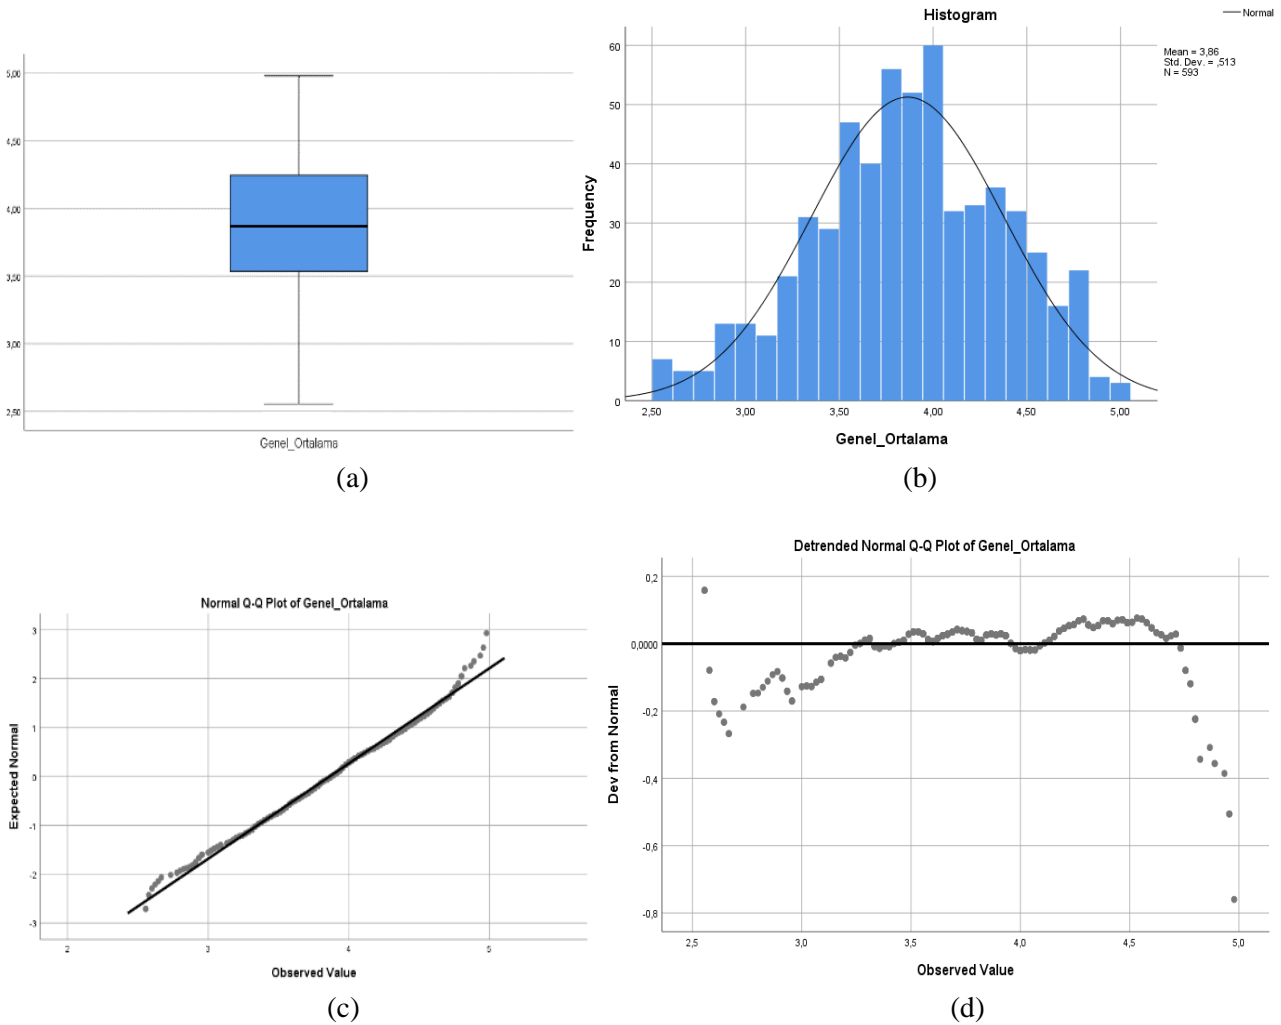 5,00
4,50
4,00
3,50
3,00
2,50
Genel_Ortalama
(a)
Histogram
Normal
Mean = 3,86
Std. Dev. = ,513
N = 593
Frequency
60
50
40
30
20
10
0
2,50 3,00 3,50 4,00 4,50 5,00
Genel_Ortalama
(b)
Normal Q-Q Plot of Genel_Ortalama
Expected Normal
3
2
1
0
-1
-2
-3
2 3 4 5
Observed Value
(c)
Detrended Normal Q-Q Plot of Genel_Ortalama
Dev from Normal
0,2
0,0000
-0,2
-0,4
-0,6
-0,8
2,5 3,0 3,5 4,0 4,5 5,0
Observed Value
(d)